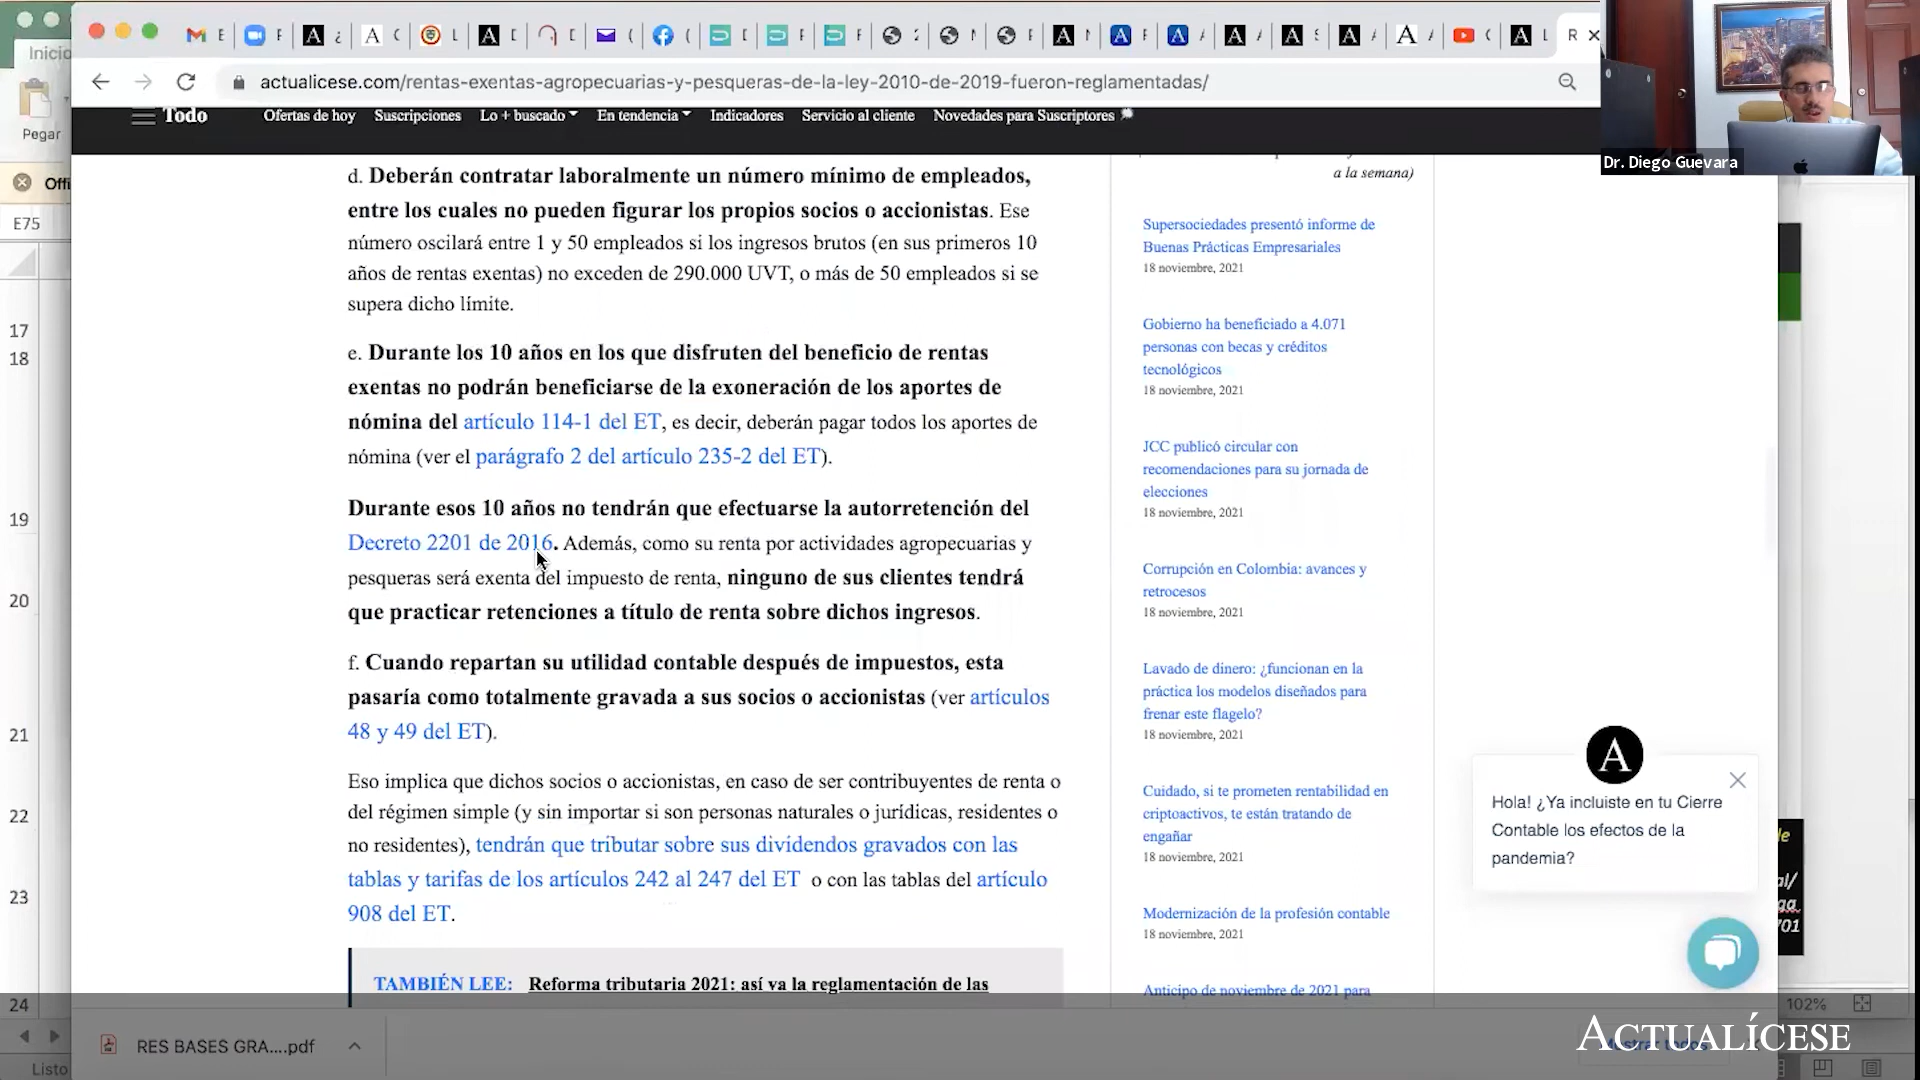 Inicio
Pegar
Offi
E75
17
18
19
20
21
22
23
24
Listo
actualicese.com/rentas-exentas-agropecuarias-y-pesqueras-de-la-ley-2010-de-2019-fueron-reglamentadas/
Todo
Ofertas de hoy
Suscripciones
Lo + buscado
En tendencia
Indicadores
Servicio al cliente
Novedades para Suscriptores
Dr. Diego Guevara
d. Deberán contratar laboralmente un número mínimo de empleados,
entre los cuales no pueden figurar los propios socios o accionistas. Ese
número oscilará entre 1 y 50 empleados si los ingresos brutos (en sus primeros 10
años de rentas exentas) no exceden de 290.000 UVT, o más de 50 empleados si se
supera dicho límite.
e. Durante los 10 años en los que disfruten del beneficio de rentas
exentas no podrán beneficiarse de la exoneración de los aportes de
nómina del artículo 114-1 del ET, es decir, deberán pagar todos los aportes de
nómina (ver el parágrafo 2 del artículo 235-2 del ET).
Durante esos 10 años no tendrán que efectuarse la autorretención del
Decreto 2201 de 2016. Además, como su renta por actividades agropecuarias y
pesqueras será exenta del impuesto de renta, ninguno de sus clientes tendrá
que practicar retenciones a título de renta sobre dichos ingresos.
f. Cuando repartan su utilidad contable después de impuestos, esta
pasaría como totalmente gravada a sus socios o accionistas (ver artículos
48 y 49 del ET).
Eso implica que dichos socios o accionistas, en caso de ser contribuyentes de renta o
del régimen simple (y sin importar si son personas naturales o jurídicas, residentes o
no residentes), tendrán que tributar sobre sus dividendos gravados con las
tablas y tarifas de los artículos 242 al 247 del ET o con las tablas del artículo
908 del ET.
TAMBIÉN LEE: Reforma tributaria 2021: así va la reglamentación de las
a la semana)
Supersociedades presentó informe de
Buenas Prácticas Empresariales
18 noviembre, 2021
Gobierno ha beneficiado a 4.071
personas con becas y créditos
tecnológicos
18 noviembre, 2021
JCC publicó circular con
recomendaciones para su jornada de
elecciones
18 noviembre, 2021
Corrupción en Colombia: avances y
retrocesos
18 noviembre, 2021
Lavado de dinero: ¿funcionan en la
práctica los modelos diseñados para
frenar este flagelo?
18 noviembre, 2021
Cuidado, si te prometen rentabilidad en
criptoactivos, te están tratando de
engañar
18 noviembre, 2021
Modernización de la profesión contable
18 noviembre, 2021
Anticipo de noviembre de 2021 para
A
Hola! ¿Ya incluiste en tu Cierre
Contable los efectos de la
pandemia?
102%
RES BASES GRA....pdf
ACTUALÍCESE